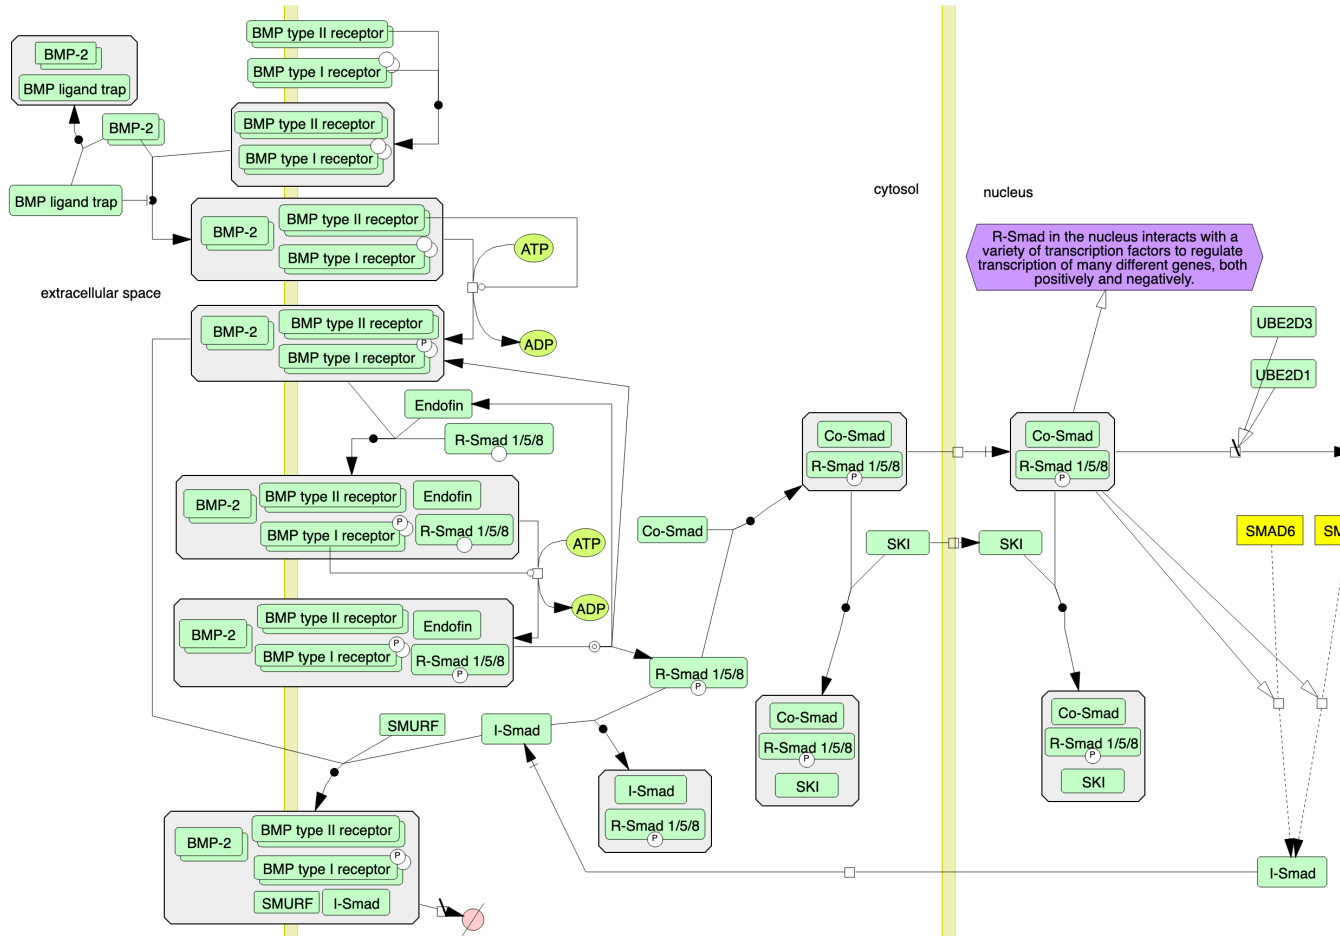 BMP type II receptor
BMP-2
BMP type I receptor
BMP ligand trap
BMP-2
BMP type II receptor
BMP type I receptor
cytosol
nucleus
BMP ligand trap
BMP-2
BMP type II receptor
BMP type I receptor
ATP
R-Smad in the nucleus interacts with a
variety of transcription factors to regulate
transcription of many different genes, both
positively and negatively.
extracellular space
BMP-2
BMP type II receptor
BMP type I receptor
P
ADP
UBE2D3
UBE2D1
Endofin
R-Smad 1/5/8
Co-Smad
R-Smad 1/5/8
P
Co-Smad
R-Smad 1/5/8
P
BMP-2
BMP type II receptor
BMP type I receptor
P
Endofin
R-Smad 1/5/8
ATP
Co-Smad
SKI
SKI
SMAD6
SM
ADP
BMP-2
BMP type II receptor
BMP type I receptor
P
Endofin
R-Smad 1/5/8
P
R-Smad 1/5/8
P
SMURF
I-Smad
Co-Smad
R-Smad 1/5/8
P
SKI
Co-Smad
R-Smad 1/5/8
P
SKI
I-Smad
R-Smad 1/5/8
P
BMP-2
BMP type II receptor
BMP type I receptor
P
SMURF
I-Smad
I-Smad